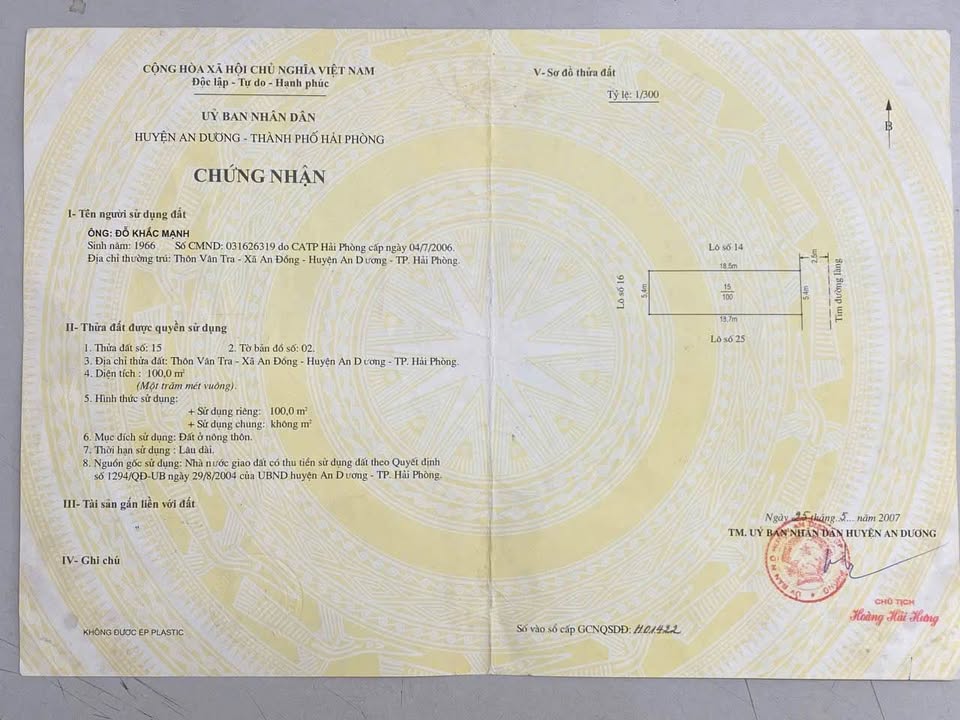 CỘNG HÒA XÃ HỘI CHỦ NGHĨA VIỆT NAM
Độc lập - Tự do - Hạnh phúc
UỶ BAN NHÂN DÂN
HUYỆN AN DƯƠNG - THÀNH PHỐ HẢI PHÒNG
CHỨNG NHẬN
I- Tên người sử dụng đất
ÔNG: ĐỖ KHẮC MẠNH
Sinh năm: 1966 Số CMND: 031626319 do CATP Hải Phòng cấp ngày 04/7/2006.
Địa chỉ thường trú: Thôn Văn Tra - Xã An Đồng - Huyện An Dương - TP. Hải Phòng.
II- Thửa đất được quyền sử dụng
1. Thửa đất số: 15 2. Tờ bản đồ số: 02.
3. Địa chỉ thửa đất: Thôn Văn Tra - Xã An Đồng - Huyện An Dương - TP. Hải Phòng.
4. Diện tích : 100,0 m²
(Một trăm mét vuông).
5. Hình thức sử dụng:
+ Sử dụng riêng: 100,0 m²
+ Sử dụng chung: không m²
6. Mục đích sử dụng: Đất ở nông thôn.
7. Thời hạn sử dụng : Lâu dài.
8. Nguồn gốc sử dụng: Nhà nước giao đất có thu tiền sử dụng đất theo Quyết định
số 1294/QĐ-UB ngày 29/8/2004 của UBND huyện An Dương - TP. Hải Phòng.
III- Tài sản gắn liền với đất
IV- Ghi chú
KHÔNG ĐƯỢC ÉP PLASTIC
V- Sơ đồ thửa đất
Tỷ lệ: 1/300
B
Lô số 14
18,5m
2,5m
Lô số 16
5,4m
15
100
5,4m
Tim đường làng
18,7m
Lô số 25
Ngày 25 tháng 5 năm 2007
TM. UỶ BAN NHÂN DÂN HUYỆN AN DƯƠNG
CHỦ TỊCH
Hoàng Hải Hưng
Số vào sổ cấp GCNQSDĐ: H01422